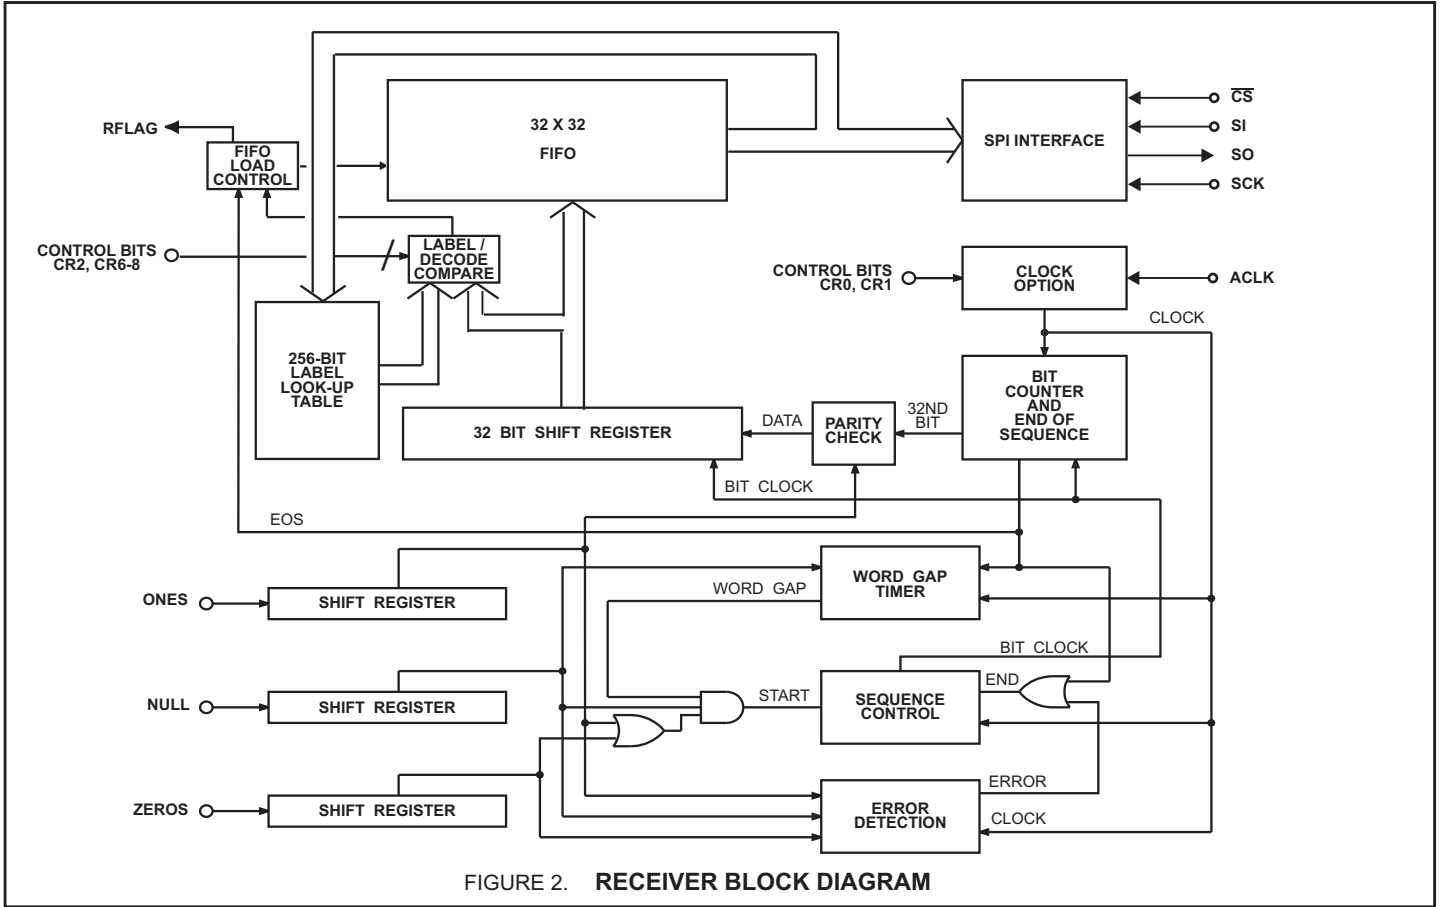 RFLAG
FIFO
LOAD
CONTROL
32 X 32
FIFO
SPI INTERFACE
CS
SI
SO
SCK
CONTROL BITS
CR2, CR6-8
LABEL /
DECODE
COMPARE
CONTROL BITS
CR0, CR1
CLOCK
OPTION
ACLK
CLOCK
256-BIT
LABEL
LOOK-UP
TABLE
32 BIT SHIFT REGISTER
DATA
PARITY
CHECK
32ND
BIT
BIT
COUNTER
AND
END OF
SEQUENCE
BIT CLOCK
EOS
ONES
SHIFT REGISTER
WORD GAP
WORD GAP
TIMER
BIT CLOCK
NULL
SHIFT REGISTER
START
SEQUENCE
CONTROL
END
ZEROS
SHIFT REGISTER
ERROR
DETECTION
ERROR
CLOCK
FIGURE 2. RECEIVER BLOCK DIAGRAM